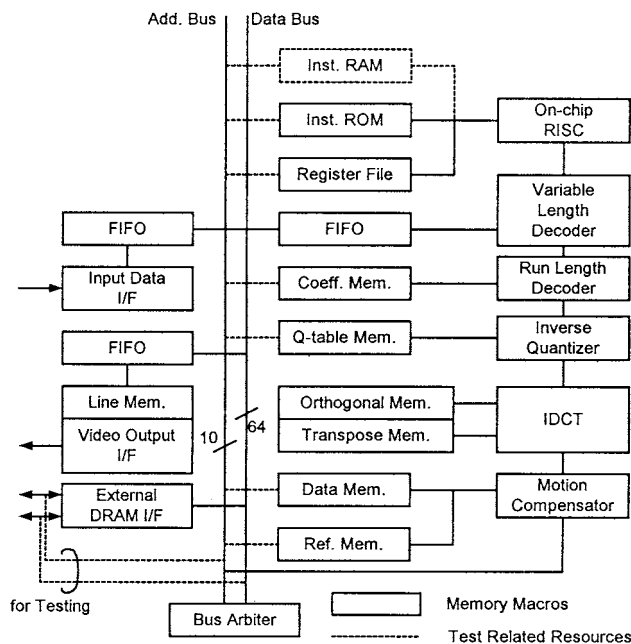 Add. Bus
Data Bus
Inst. RAM
Inst. ROM
On-chip
RISC
Register File
Variable
Length
Decoder
FIFO
FIFO
Input Data
I/F
Coeff. Mem.
Run Length
Decoder
FIFO
Q-table Mem.
Inverse
Quantizer
Line Mem.
Video Output
I/F
10
64
Orthogonal Mem.
Transpose Mem.
IDCT
External
DRAM I/F
Data Mem.
Motion
Compensator
Ref. Mem.
for Testing
Bus Arbiter
Memory Macros
Test Related Resources